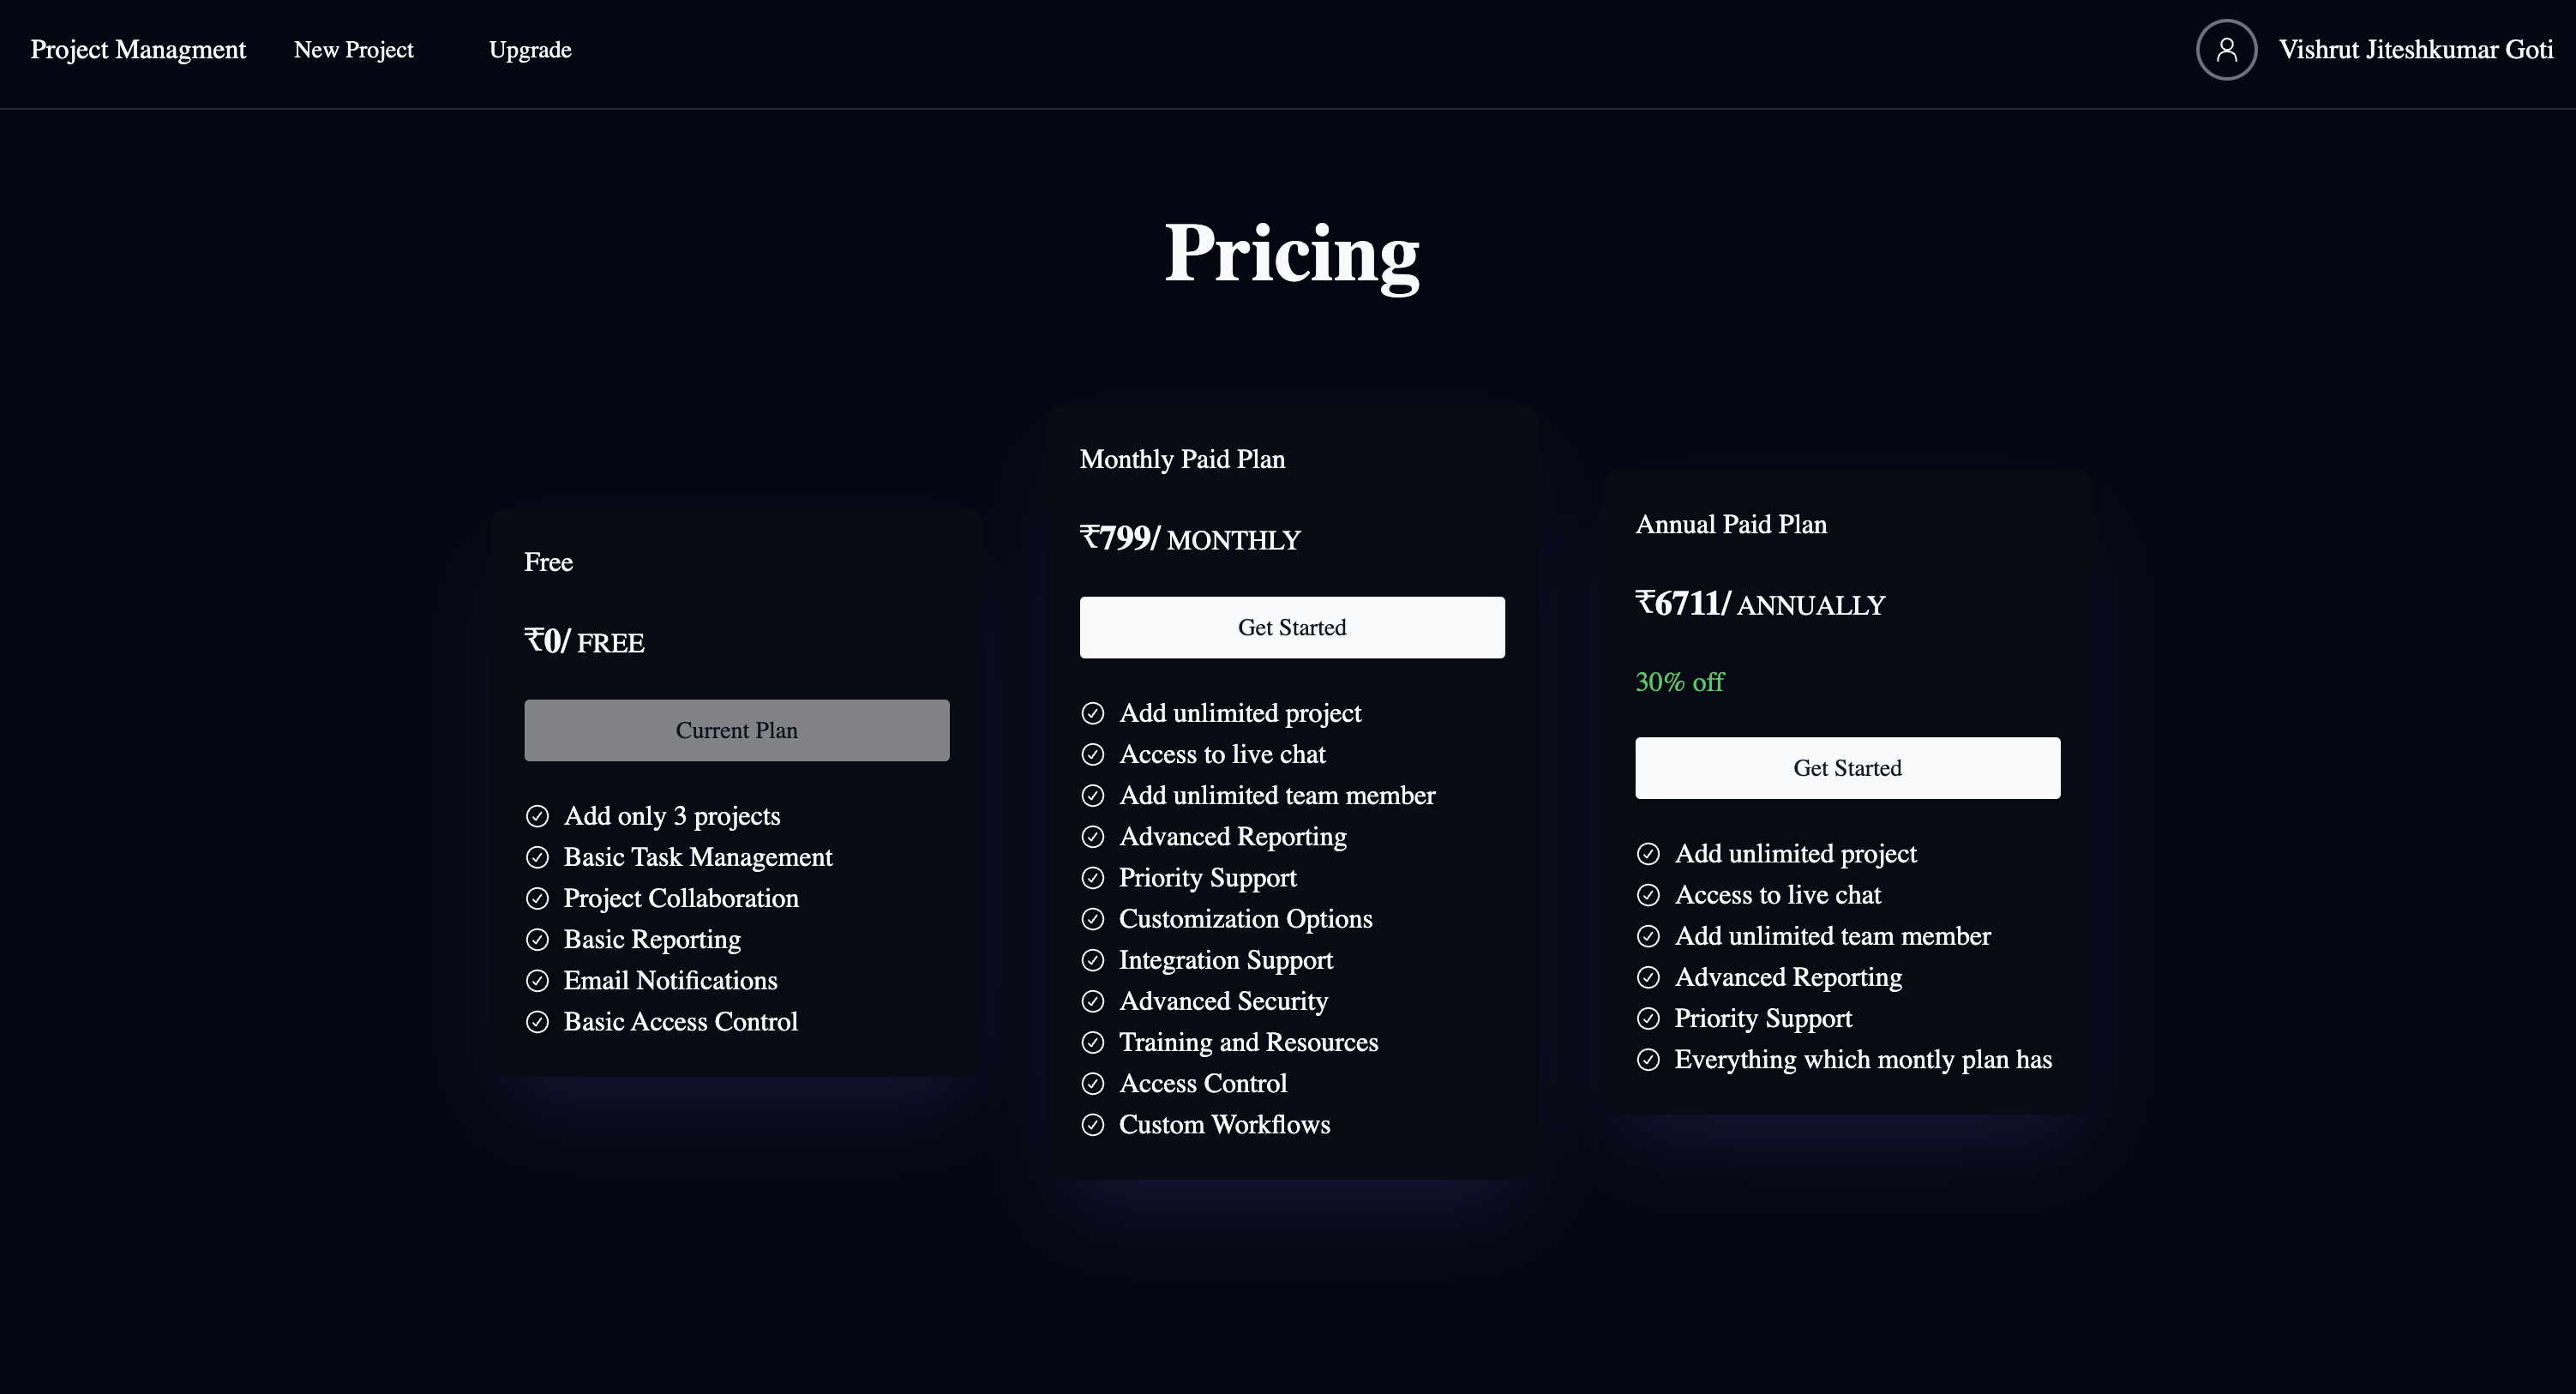 Project Managment
New Project
Upgrade
Vishrut Jiteshkumar Goti
Pricing
Free
₹0/ FREE
Current Plan
Add only 3 projects
Basic Task Management
Project Collaboration
Basic Reporting
Email Notifications
Basic Access Control
Monthly Paid Plan
₹799/ MONTHLY
Get Started
Add unlimited project
Access to live chat
Add unlimited team member
Advanced Reporting
Priority Support
Customization Options
Integration Support
Advanced Security
Training and Resources
Access Control
Custom Workflows
Annual Paid Plan
₹6711/ ANNUALLY
30% off
Get Started
Add unlimited project
Access to live chat
Add unlimited team member
Advanced Reporting
Priority Support
Everything which montly plan has